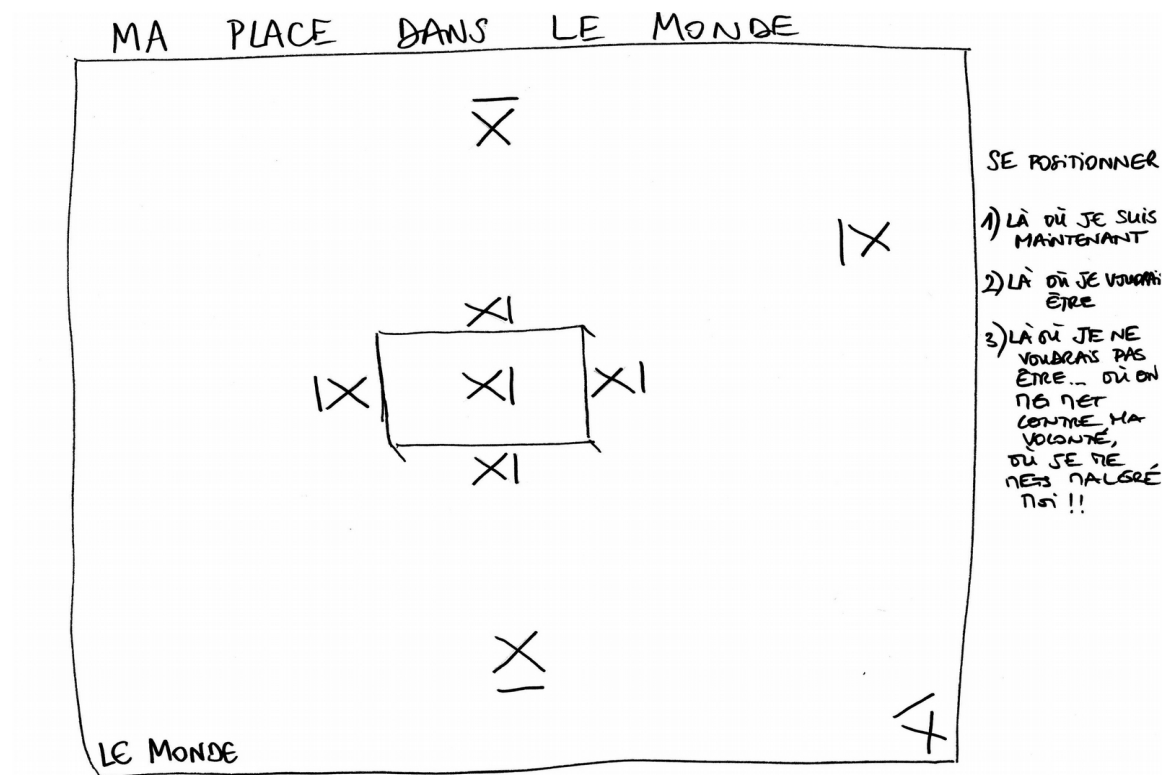 MA PLACE DANS LE MONDE
SE POSITIONNER
1) LÀ OÙ JE SUIS
MAINTENANT
2) LÀ OÙ JE VOUDRAIS
ÊTRE
3) LÀ OÙ JE NE
VOUDRAIS PAS
ÊTRE... OÙ ON
ME MET
CONTRE MA
VOLONTÉ,
OÙ JE ME
METS MALGRÉ
MOI !!
LE MONDE